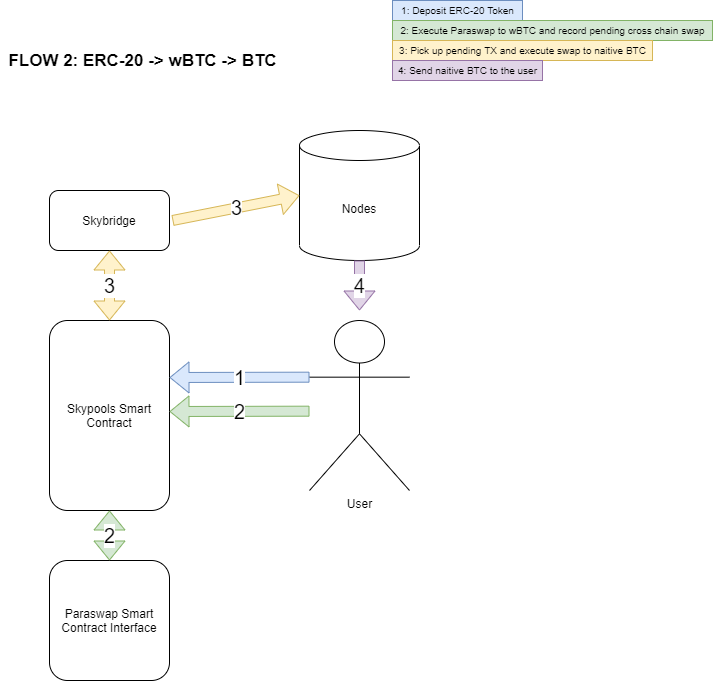 1: Deposit ERC-20 Token
2: Execute Paraswap to wBTC and record pending cross chain swap
3: Pick up pending TX and execute swap to naitive BTC
4: Send naitive BTC to the user
FLOW 2: ERC-20 -> wBTC -> BTC
Skybridge
3
Nodes
3
4
Skypools Smart
Contract
1
2
User
2
Paraswap Smart
Contract Interface